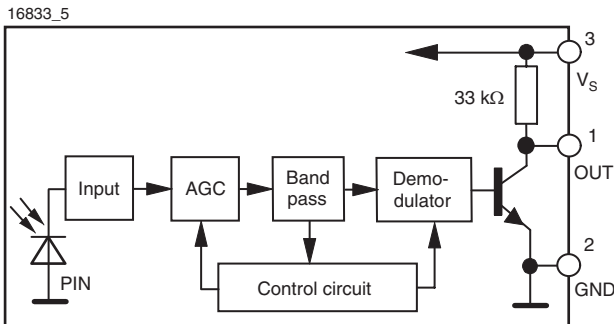 16833_5
3
V_S
33 kΩ
1
OUT
Input
AGC
Band
pass
Demo-
dulator
2
GND
PIN
Control circuit